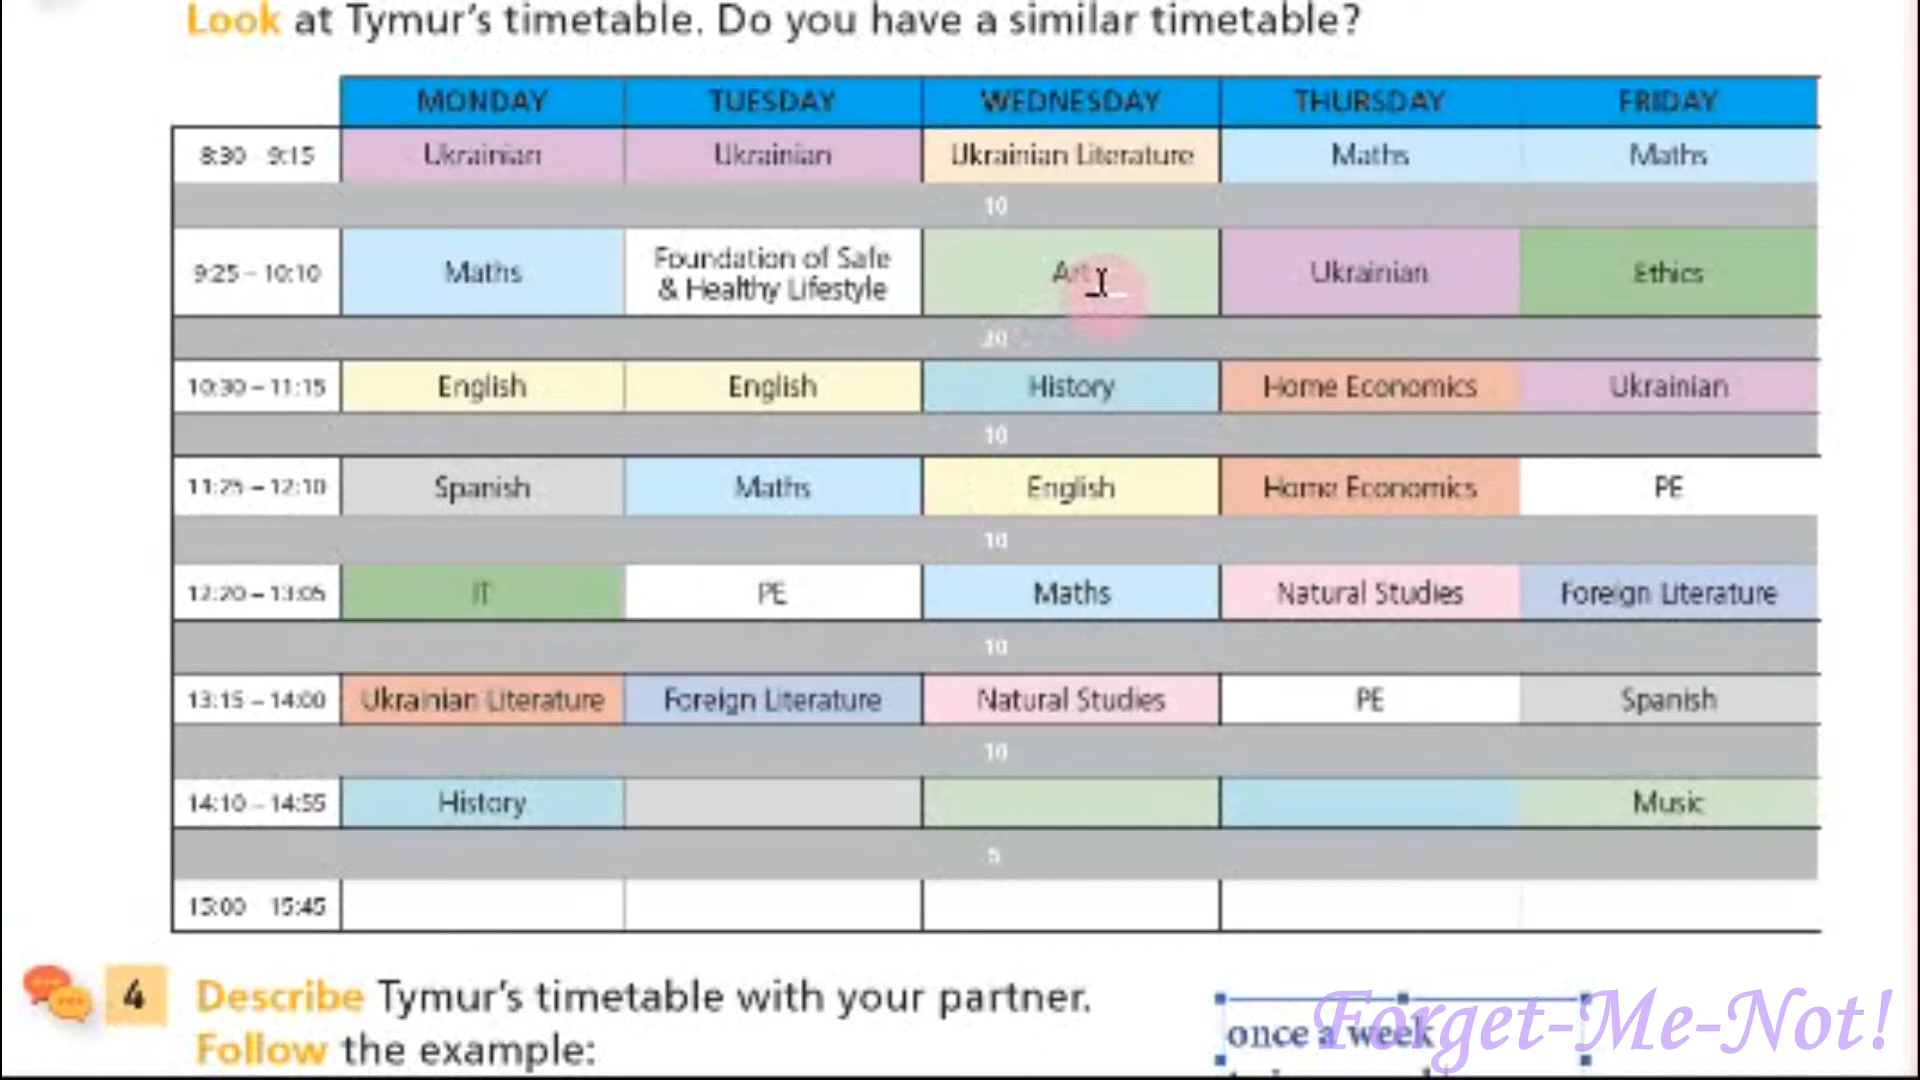 Look at Tymur's timetable. Do you have a similar timetable?
MONDAY TUESDAY WEDNESDAY THURSDAY FRIDAY
8:30 - 9:15 Ukrainian Ukrainian Ukrainian Literature Maths Maths
10
9:25 – 10:10 Maths Foundation of Safe & Healthy Lifestyle Art Ukrainian Ethics
20
10:30 – 11:15 English English History Home Economics Ukrainian
10
11:25 – 12:10 Spanish Maths English Home Economics PE
10
12:20 – 13:05 IT PE Maths Natural Studies Foreign Literature
10
13:15 – 14:00 Ukrainian Literature Foreign Literature Natural Studies PE Spanish
10
14:10 – 14:55 History Music
5
15:00 15:45
4 Describe Tymur's timetable with your partner.
Follow the example:
once a week
Forget-Me-Not!